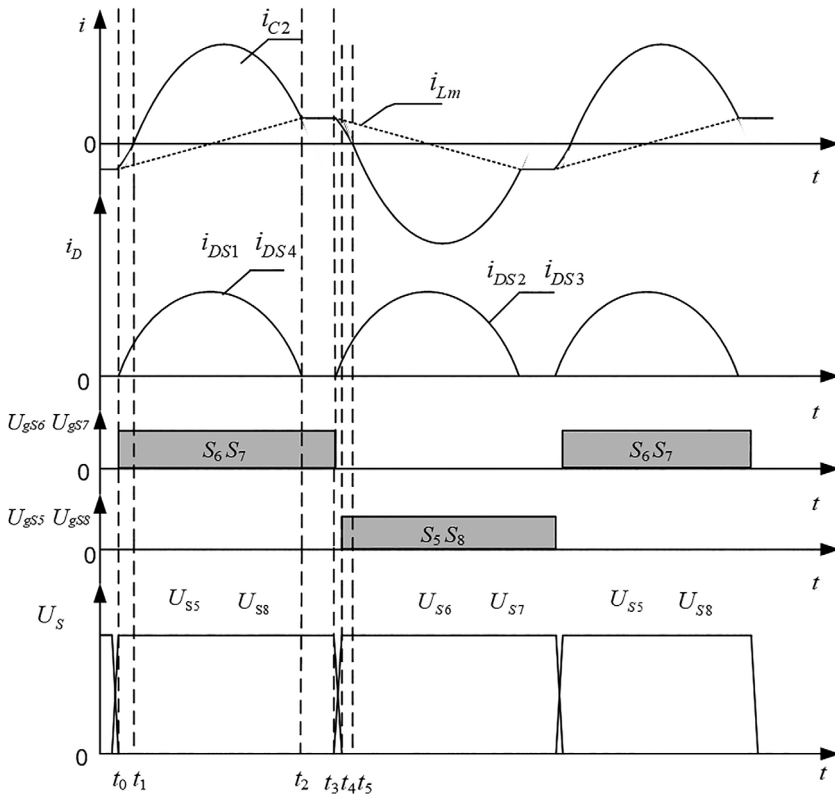 i
i_C2
i_Lm
0
t
i_D
i_DS1 i_DS4
i_DS2 i_DS3
0
t
U_gS6 U_gS7
S_6 S_7
S_6 S_7
0
t
U_gS5 U_gS8
S_5 S_8
0
t
U_S
U_S5 U_S8
U_S6 U_S7
U_S5 U_S8
0
t_0 t_1 t_2 t_3 t_4 t_5 t